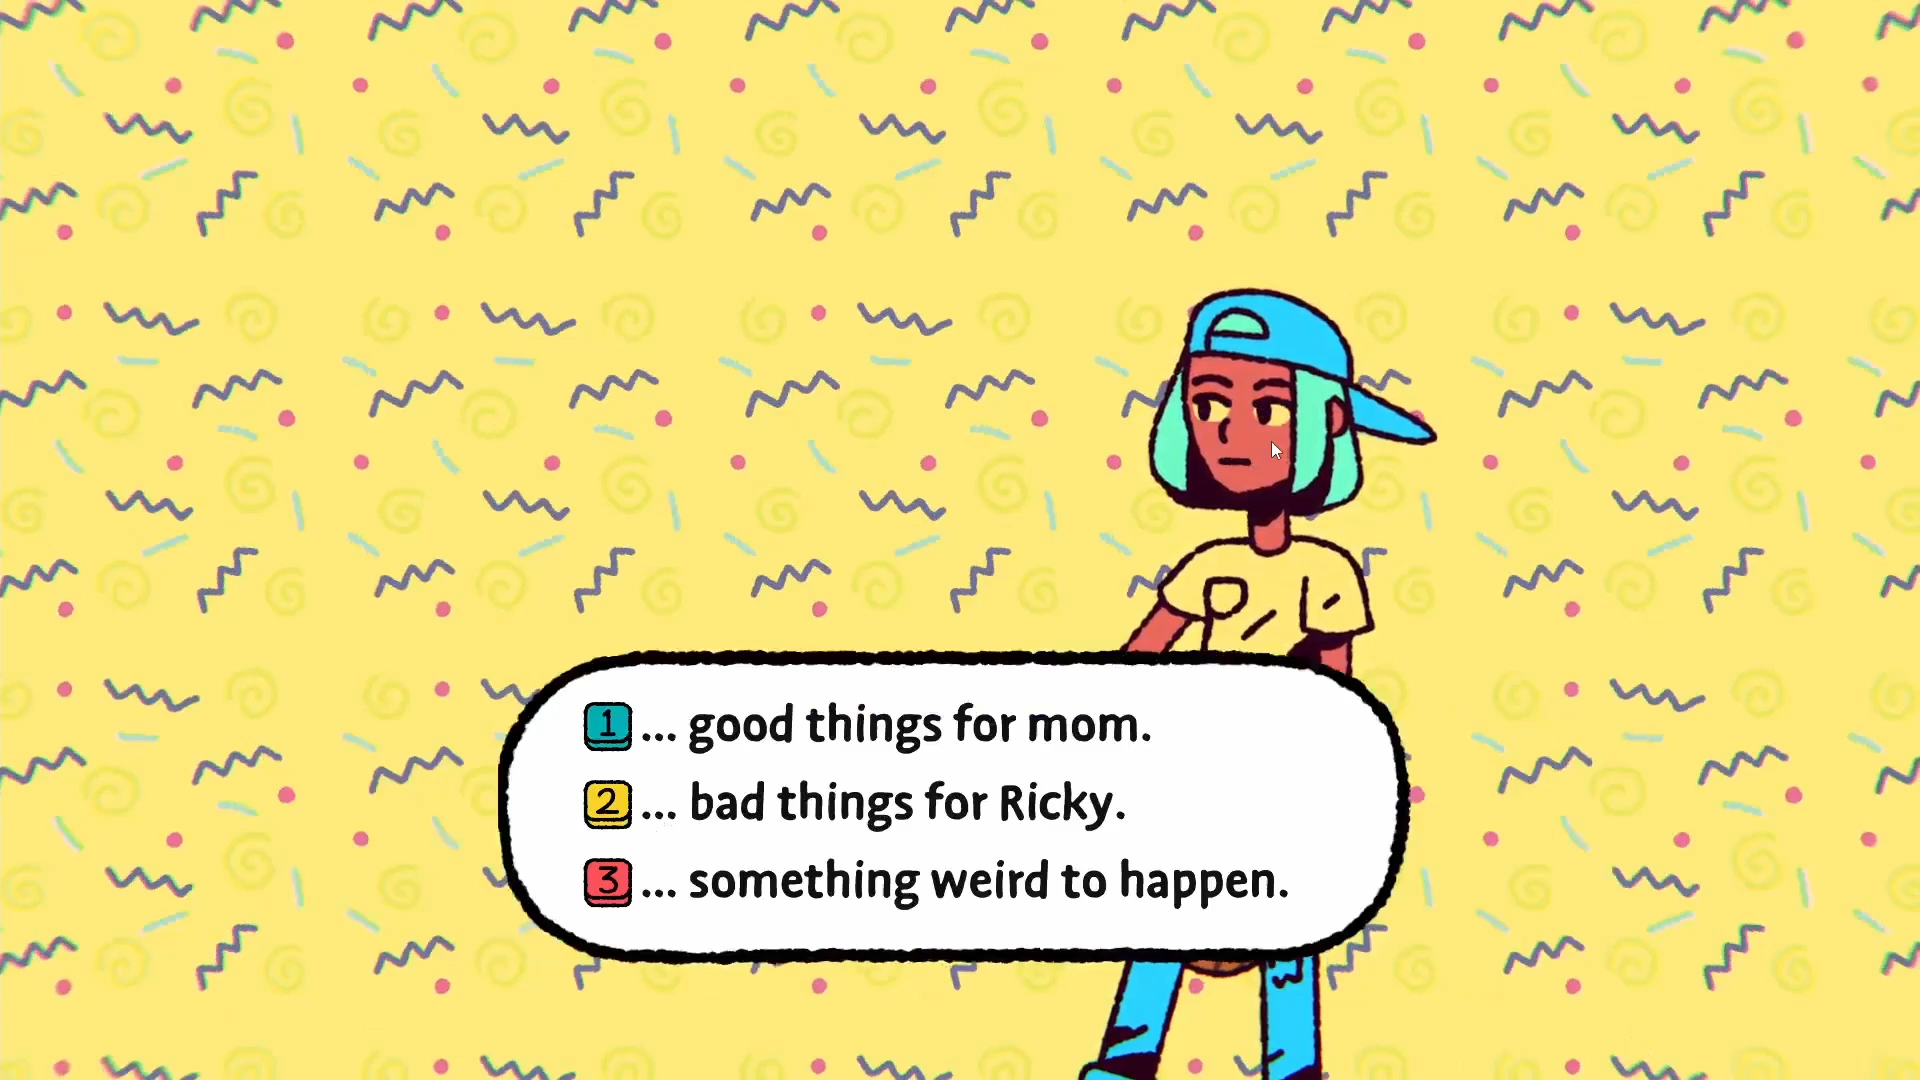 1 ... good things for mom.
2 ... bad things for Ricky.
3 ... something weird to happen.